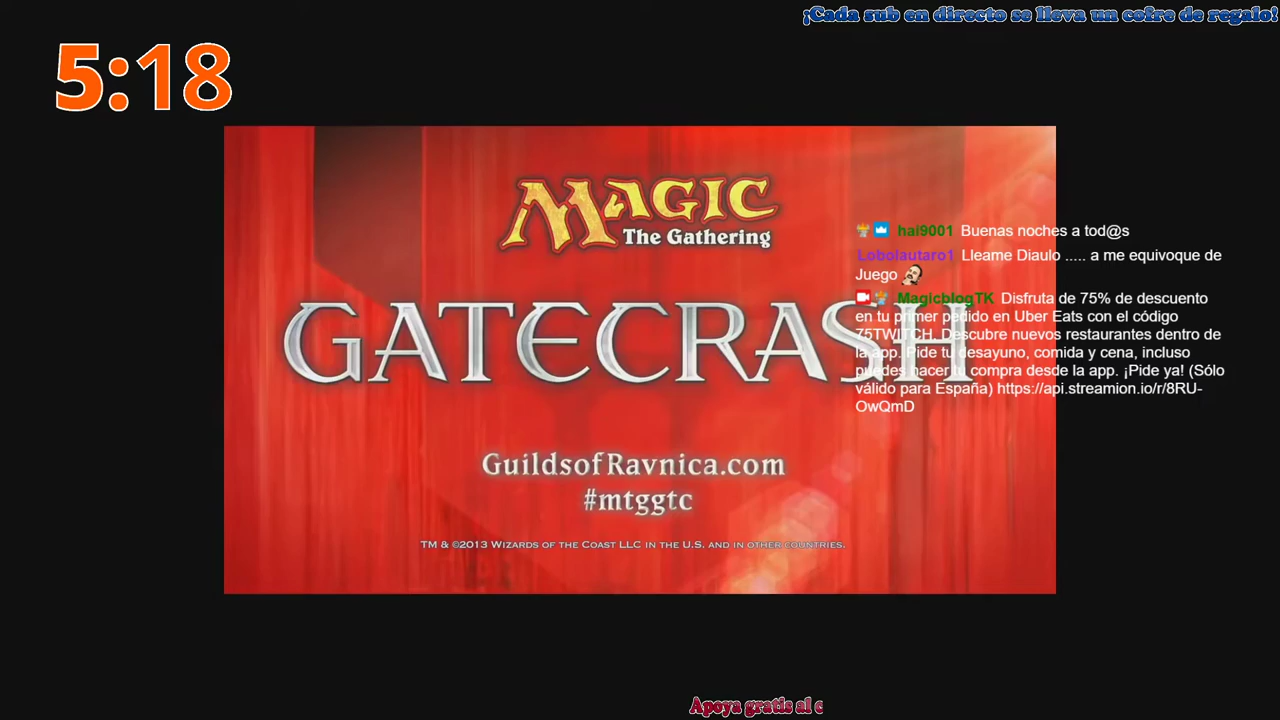 ¡Cada sub en directo se lleva un cofre de regalo!
5:18
Magic
The Gathering
GATECRASH
GuildsofRavnica.com
#mtggtc
TM & ©2013 Wizards of the Coast LLC in the U.S. and in other countries.
hai9001 Buenas noches a tod@s
Lobolautaro1 Lleame Diaulo ..... a me equivoque de
Juego
MagicblogTK Disfruta de 75% de descuento
en tu primer pedido en Uber Eats con el código
75TWITCH. Descubre nuevos restaurantes dentro de
la app. Pide tu desayuno, comida y cena, incluso
puedes hacer tu compra desde la app. ¡Pide ya! (Sólo
válido para España) https://api.streamion.io/r/8RU-
OwQmD
Apoya gratis al c